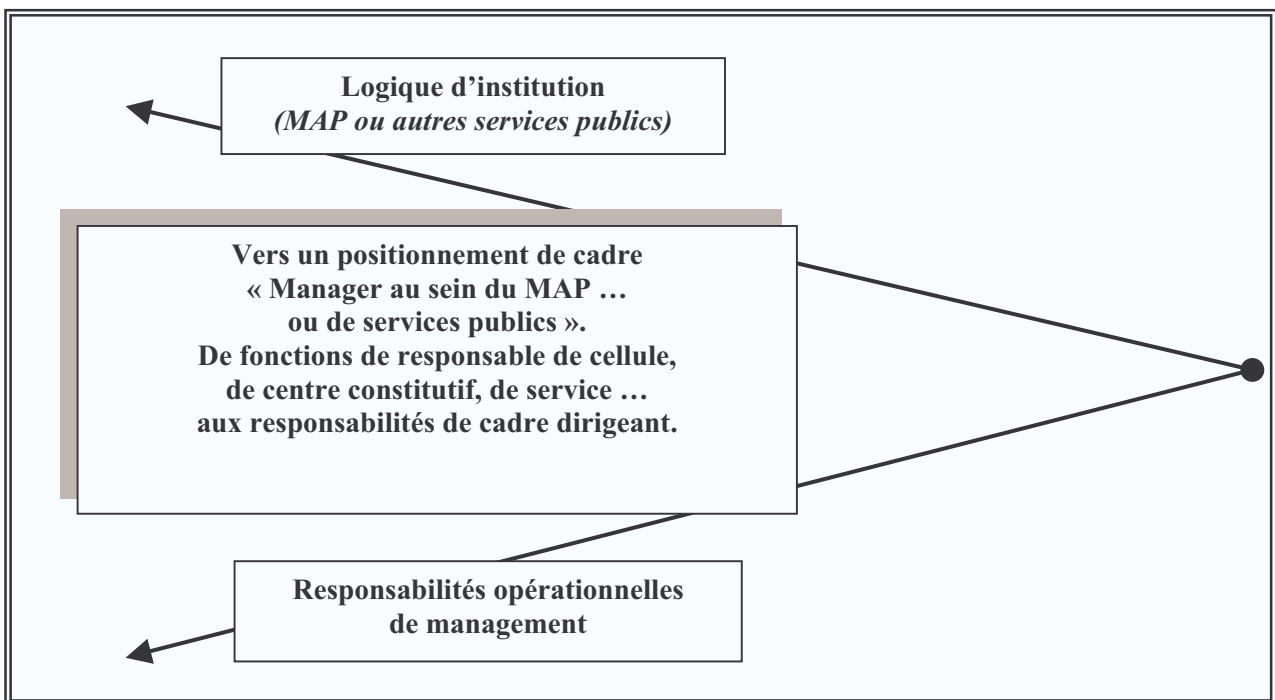 Logique d’institution
(MAP ou autres services publics)
Vers un positionnement de cadre
« Manager au sein du MAP …
ou de services publics ».
De fonctions de responsable de cellule,
de centre constitutif, de service …
aux responsabilités de cadre dirigeant.
Responsabilités opérationnelles
de management